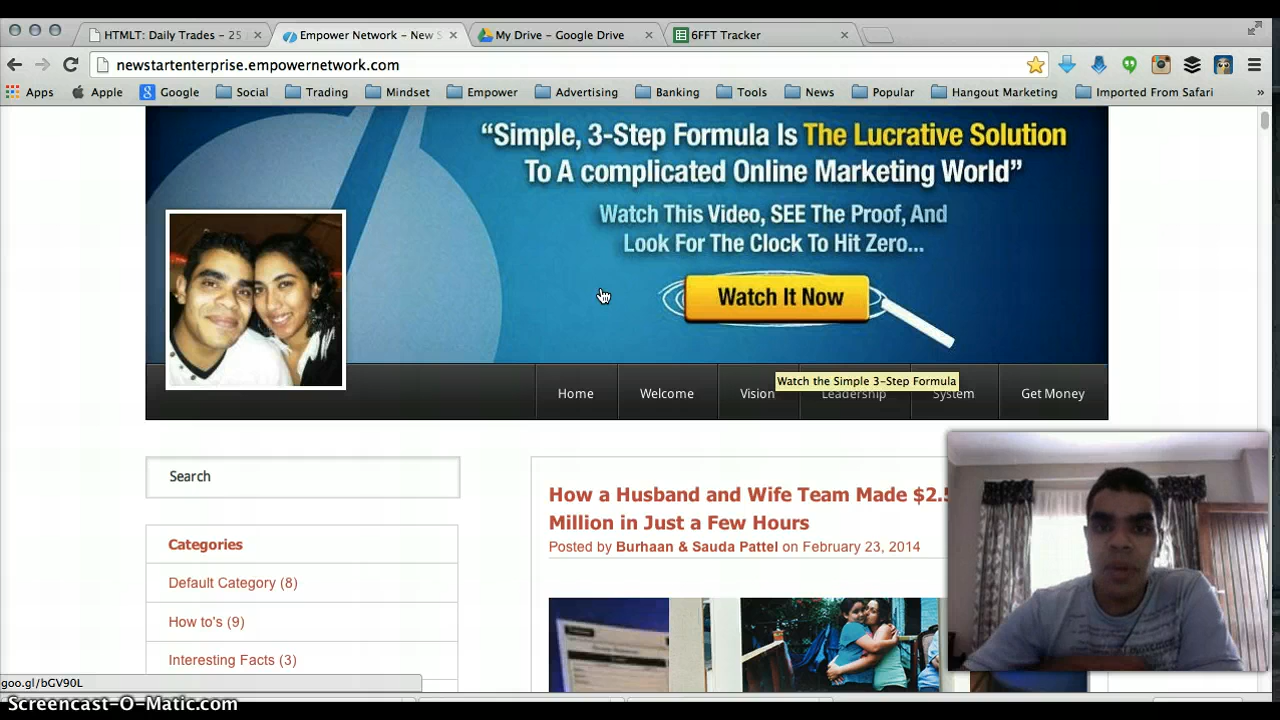 HTMLT: Daily Trades – 25
Empower Network – New S
My Drive – Google Drive
6FFT Tracker
newstartenterprise.empowernetwork.com
Apps
Apple
Google
Social
Trading
Mindset
Empower
Advertising
Banking
Tools
News
Popular
Hangout Marketing
Imported From Safari
»
“Simple, 3-Step Formula Is The Lucrative Solution
To A complicated Online Marketing World”
Watch This Video, SEE The Proof, And
Look For The Clock To Hit Zero...
Watch It Now
Watch the Simple 3-Step Formula
Home
Welcome
Vision
Leadership
System
Get Money
Search
Categories
Default Category (8)
How to's (9)
Interesting Facts (3)
How a Husband and Wife Team Made $2.5
Million in Just a Few Hours
Posted by Burhaan & Sauda Pattel on February 23, 2014
goo.gl/bGV90L
Screencast-O-Matic.com